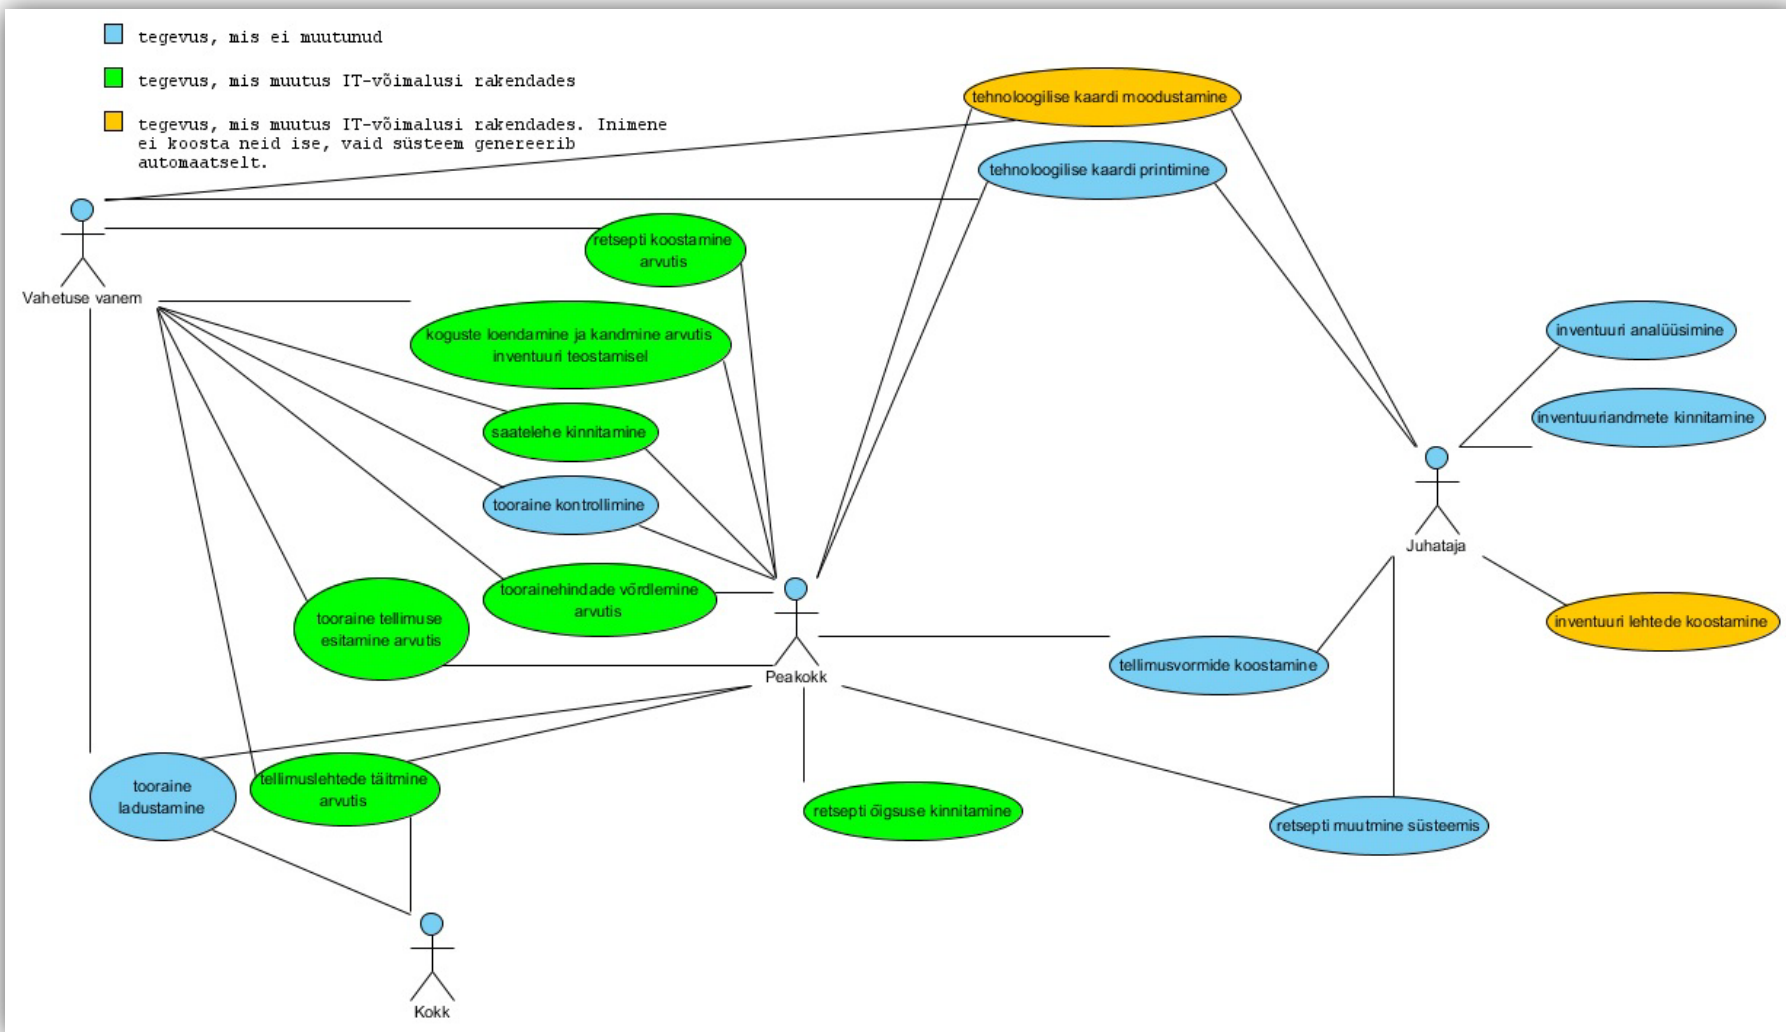 tegevus, mis ei muutunud
tegevus, mis muutus IT-võimalusi rakendades
tegevus, mis muutus IT-võimalusi rakendades. Inimene
ei koosta neid ise, vaid süsteem genereerib
automaatselt.
tehnoloogilise kaardi moodustamine
tehnoloogilise kaardi printimine
retsepti koostamine
arvutis
Vahetuse vanem
koguste loendamine ja kandmine arvutis
inventuuri teostamisel
inventuuri analüüsimine
inventuuriandmete kinnitamine
saatelehe kinnitamine
tooraine kontrollimine
Juhataja
toorainehindade võrdlemine
arvutis
tooraine tellimuse
esitamine arvutis
inventuuri lehtede koostamine
Peakokk
tellimusvormide koostamine
tooraine
ladustamine
tellimuslehtede täitmine
arvutis
retsepti õigsuse kinnitamine
retsepti muutmine süsteemis
Kokk